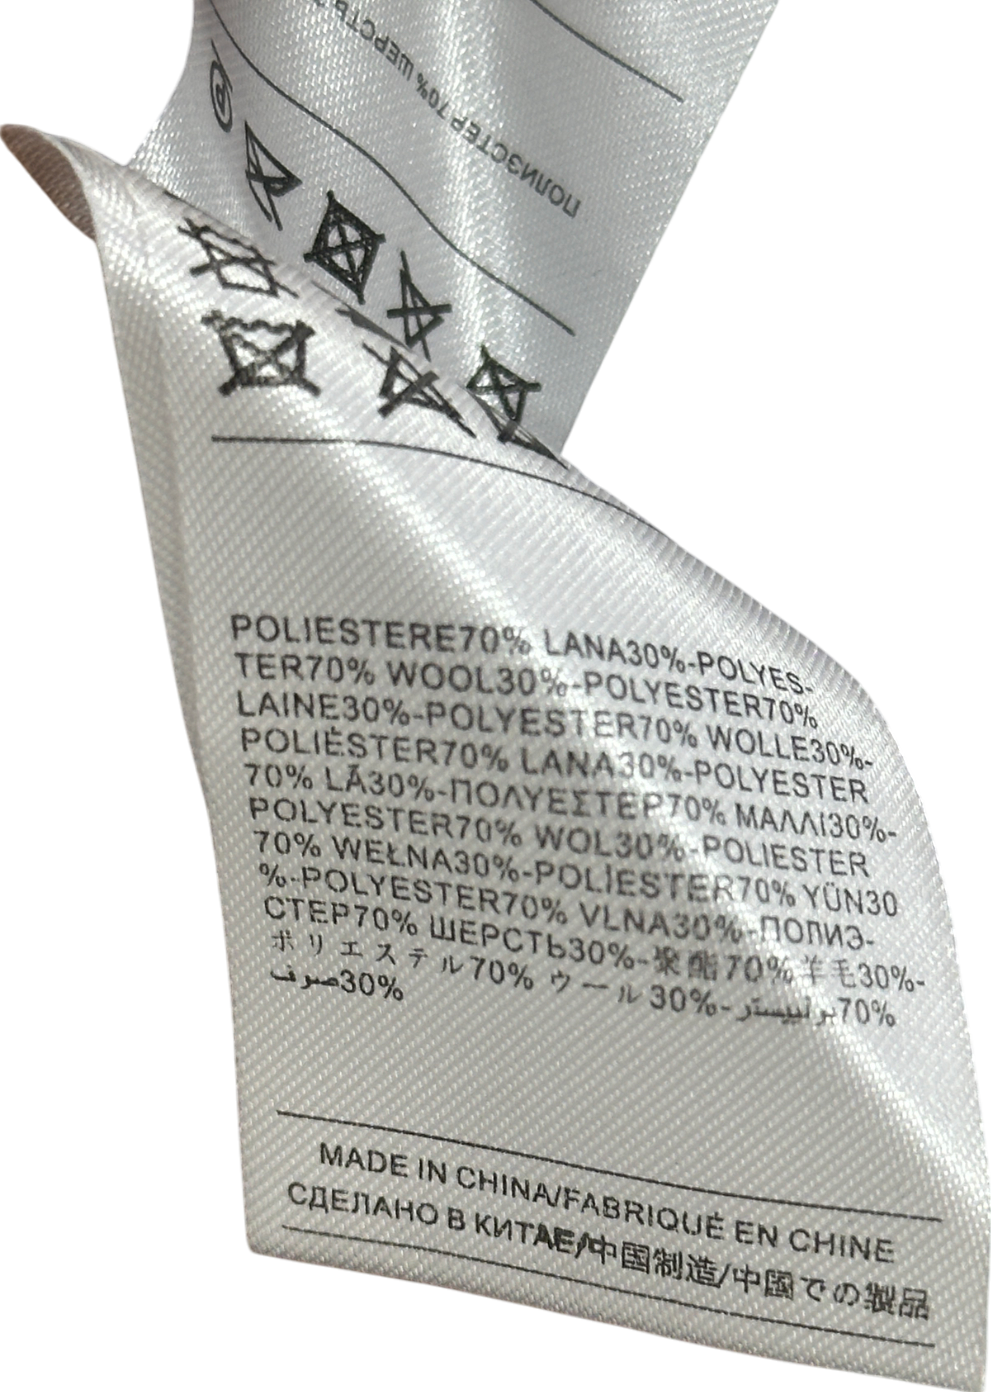 ПОЛИЭСТЕР 70% ШЕРСТЬ 3
P
POLIESTERE70% LANA30%-POLYES-
TER70% WOOL30%-POLYESTER70%
LAINE30%-POLYESTER70% WOLLE30%-
POLIÉSTER70% LANA30%-POLYESTER
70% LÃ30%-ΠΟΛΥΕΣΤΕΡ70% ΜΑΛΛΙ30%-
POLYESTER70% WOL30%-POLIESTER
70% WEŁNA30%-POLİESTER70% YÜN30
%-POLYESTER70% VLNA30%-ПОЛИЭ-
СТЕР70% ШЕРСТЬ30%-聚酯70%羊毛30%-
ポリエステル70% ウール30%-بوليستر70%
صوف30%
MADE IN CHINA/FABRIQUÉ EN CHINE
СДЕЛАНО В КИТАЕ/中国制造/中国での製品